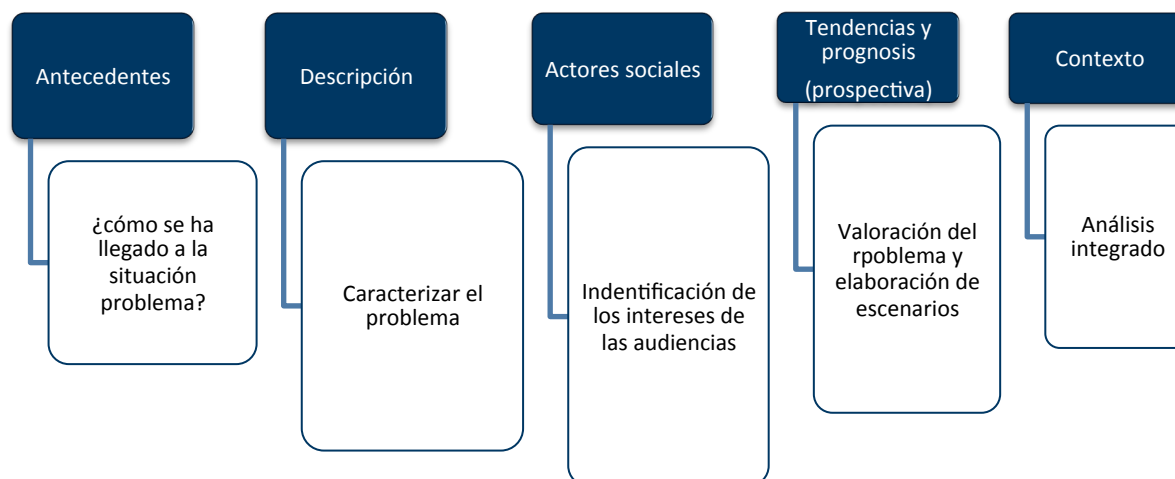 Antecedentes
¿cómo se ha
llegado a la
situación
problema?
Descripción
Caracterizar el
problema
Actores sociales
Indentificación de
los intereses de
las audiencias
Tendencias y
prognosis
(prospectiva)
Valoración del
rpoblema y
elaboración de
escenarios
Contexto
Análisis
integrado